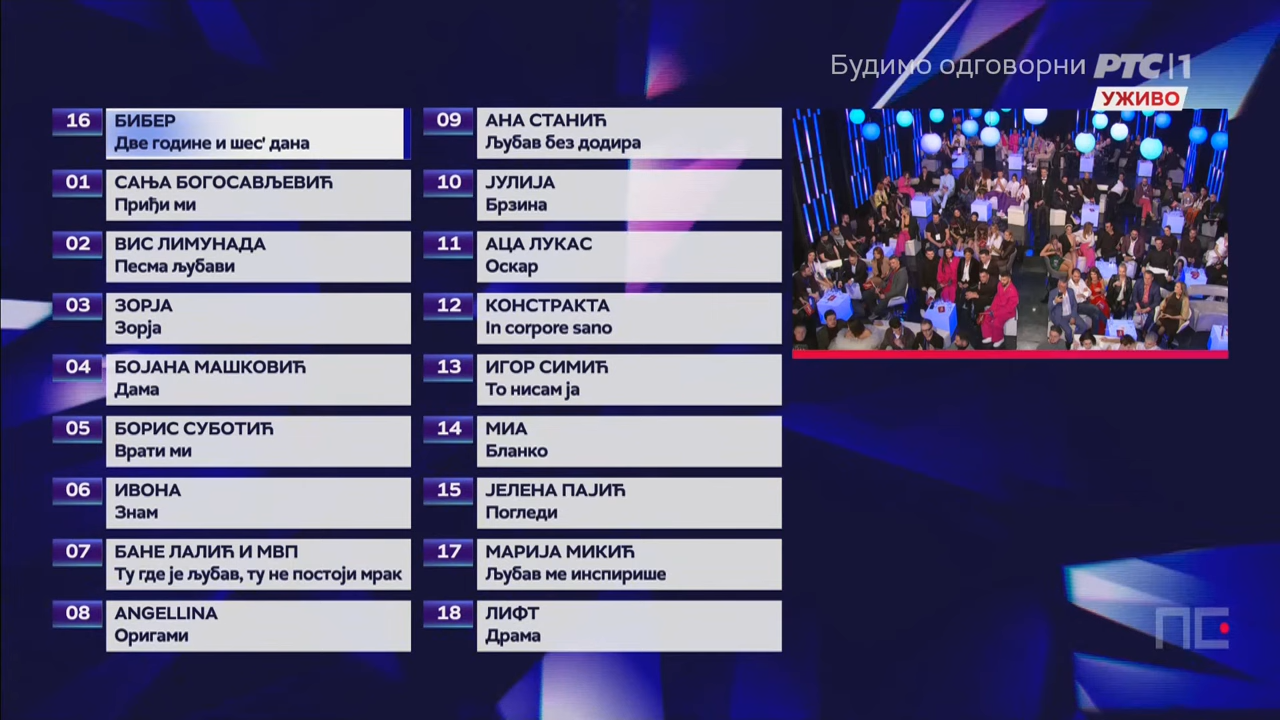 Будимо одговорни РТС|1
УЖИВО
16 БИБЕР
Две године и шес' дана
01 САЊА БОГОСАВЉЕВИЋ
Приђи ми
02 ВИС ЛИМУНАДА
Песма љубави
03 ЗОРЈА
Зорја
04 БОЈАНА МАШКОВИЋ
Дама
05 БОРИС СУБОТИЋ
Врати ми
06 ИВОНА
Знам
07 БАНЕ ЛАЛИЋ И МВП
Ту где је љубав, ту не постоји мрак
08 ANGELLINA
Оригами
09 АНА СТАНИЋ
Љубав без додира
10 ЈУЛИЈА
Брзина
11 АЦА ЛУКАС
Оскар
12 КОНСТРАКТА
In corpore sano
13 ИГОР СИМИЋ
То нисам ја
14 МИА
Бланко
15 ЈЕЛЕНА ПАЈИЋ
Погледи
17 МАРИЈА МИКИЋ
Љубав ме инспирише
18 ЛИФТ
Драма
ПС